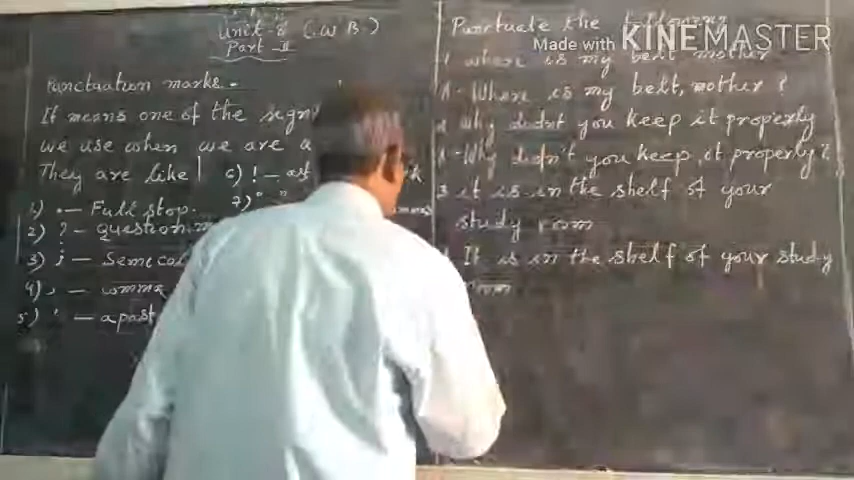 Unit-8 (W B)
Part II
Punctuation marks.-
It means one of the signs
we use when we are a
They are like
1) . — Full stop.
2) ? — question m
3) ; — Semecol
4) , — comma
5) ' — apost
6) ! — ast
7) " "
Punctuate the following
Made with KINEMASTER
1 where is my belt mother
A - Where is my belt, mother ?
2 why didnt you keep it properly
A - Why didn't you keep it properly?
3 it is in the shelf of your
study room
It is in the shelf of your study
room